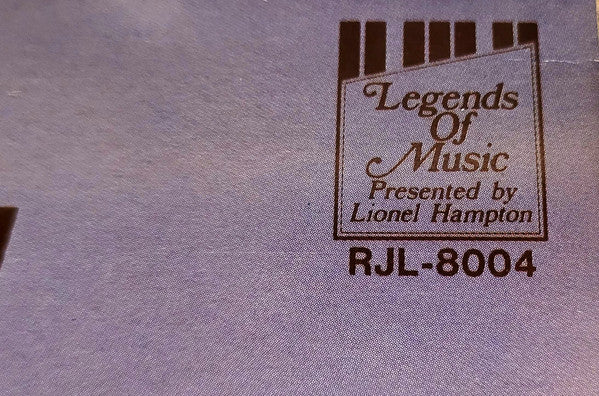 Legends
Of
Music
Presented by
Lionel Hampton
RJL-8004